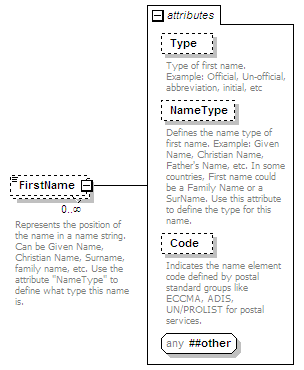 attributes
Type
Type of first name.
Example: Official, Un-official,
abbreviation, initial, etc
NameType
Defines the name type of
first name. Example: Given
Name, Christian Name,
Father's Name, etc. In some
countries, First name could
be a Family Name or a
SurName. Use this attribute
to define the type for this
name.
FirstName
0..∞
Represents the position of
the name in a name string.
Can be Given Name,
Christian Name, Surname,
family name, etc. Use the
attribute "NameType" to
define what type this name
is.
Code
Indicates the name element
code defined by postal
standard groups like
ECCMA, ADIS,
UN/PROLIST for postal
services.
any ##other